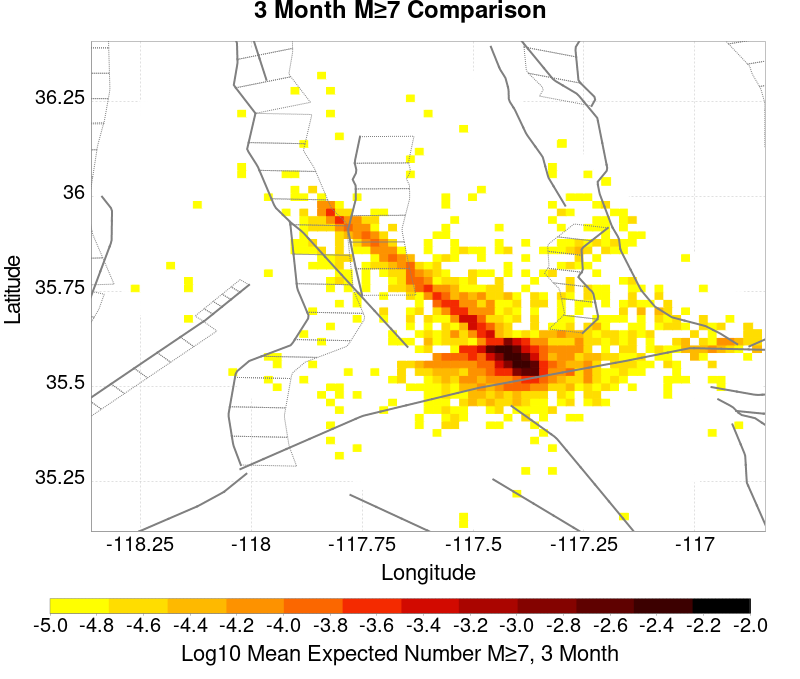 3 Month M≥7 Comparison
36.25
36
35.75
35.5
35.25
Latitude
-118.25 -118 -117.75 -117.5 -117.25 -117
Longitude
-5.0 -4.8 -4.6 -4.4 -4.2 -4.0 -3.8 -3.6 -3.4 -3.2 -3.0 -2.8 -2.6 -2.4 -2.2 -2.0
Log10 Mean Expected Number M≥7, 3 Month